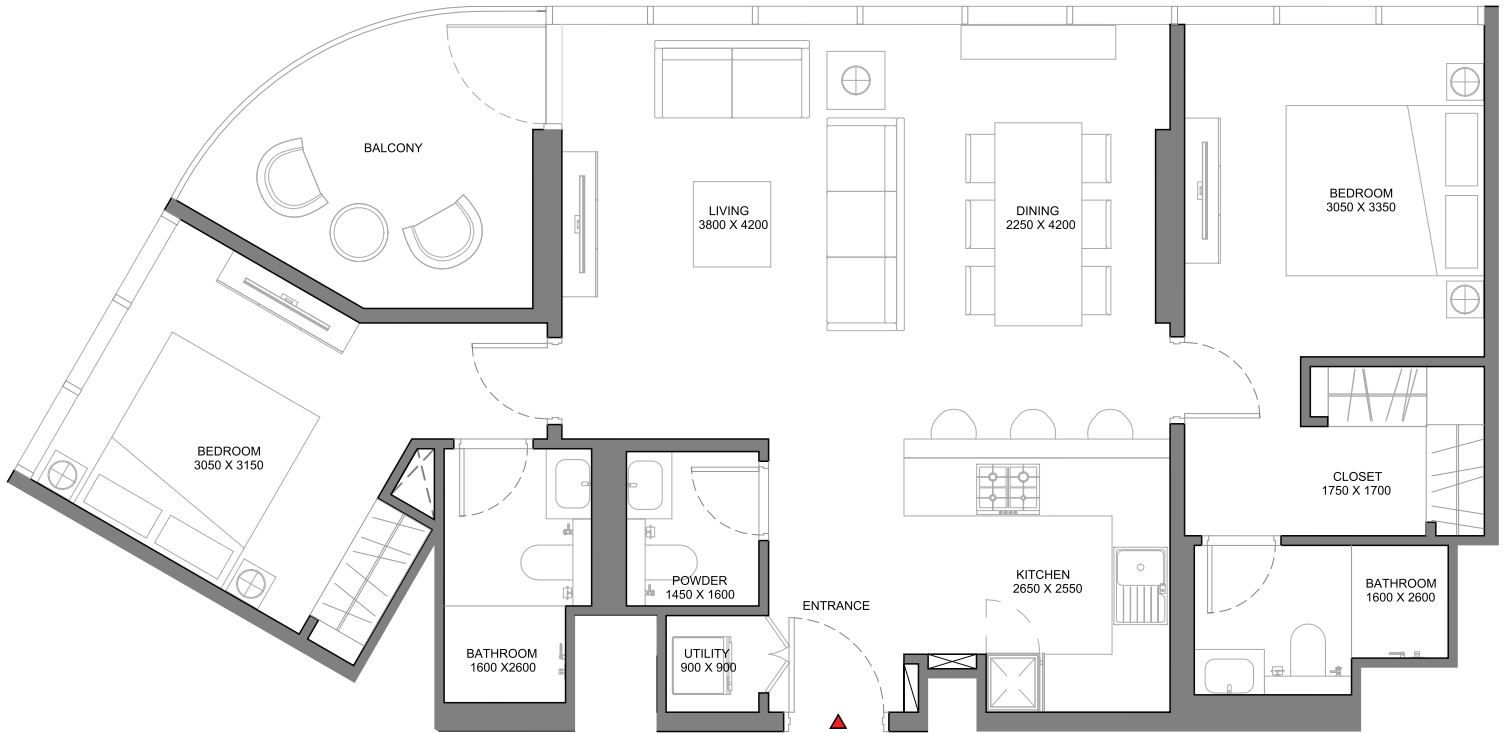 BALCONY
LIVING
3800 X 4200
DINING
2250 X 4200
BEDROOM
3050 X 3350
BEDROOM
3050 X 3150
CLOSET
1750 X 1700
POWDER
1450 X 1600
KITCHEN
2650 X 2550
BATHROOM
1600 X 2600
ENTRANCE
BATHROOM
1600 X2600
UTILITY
900 X 900